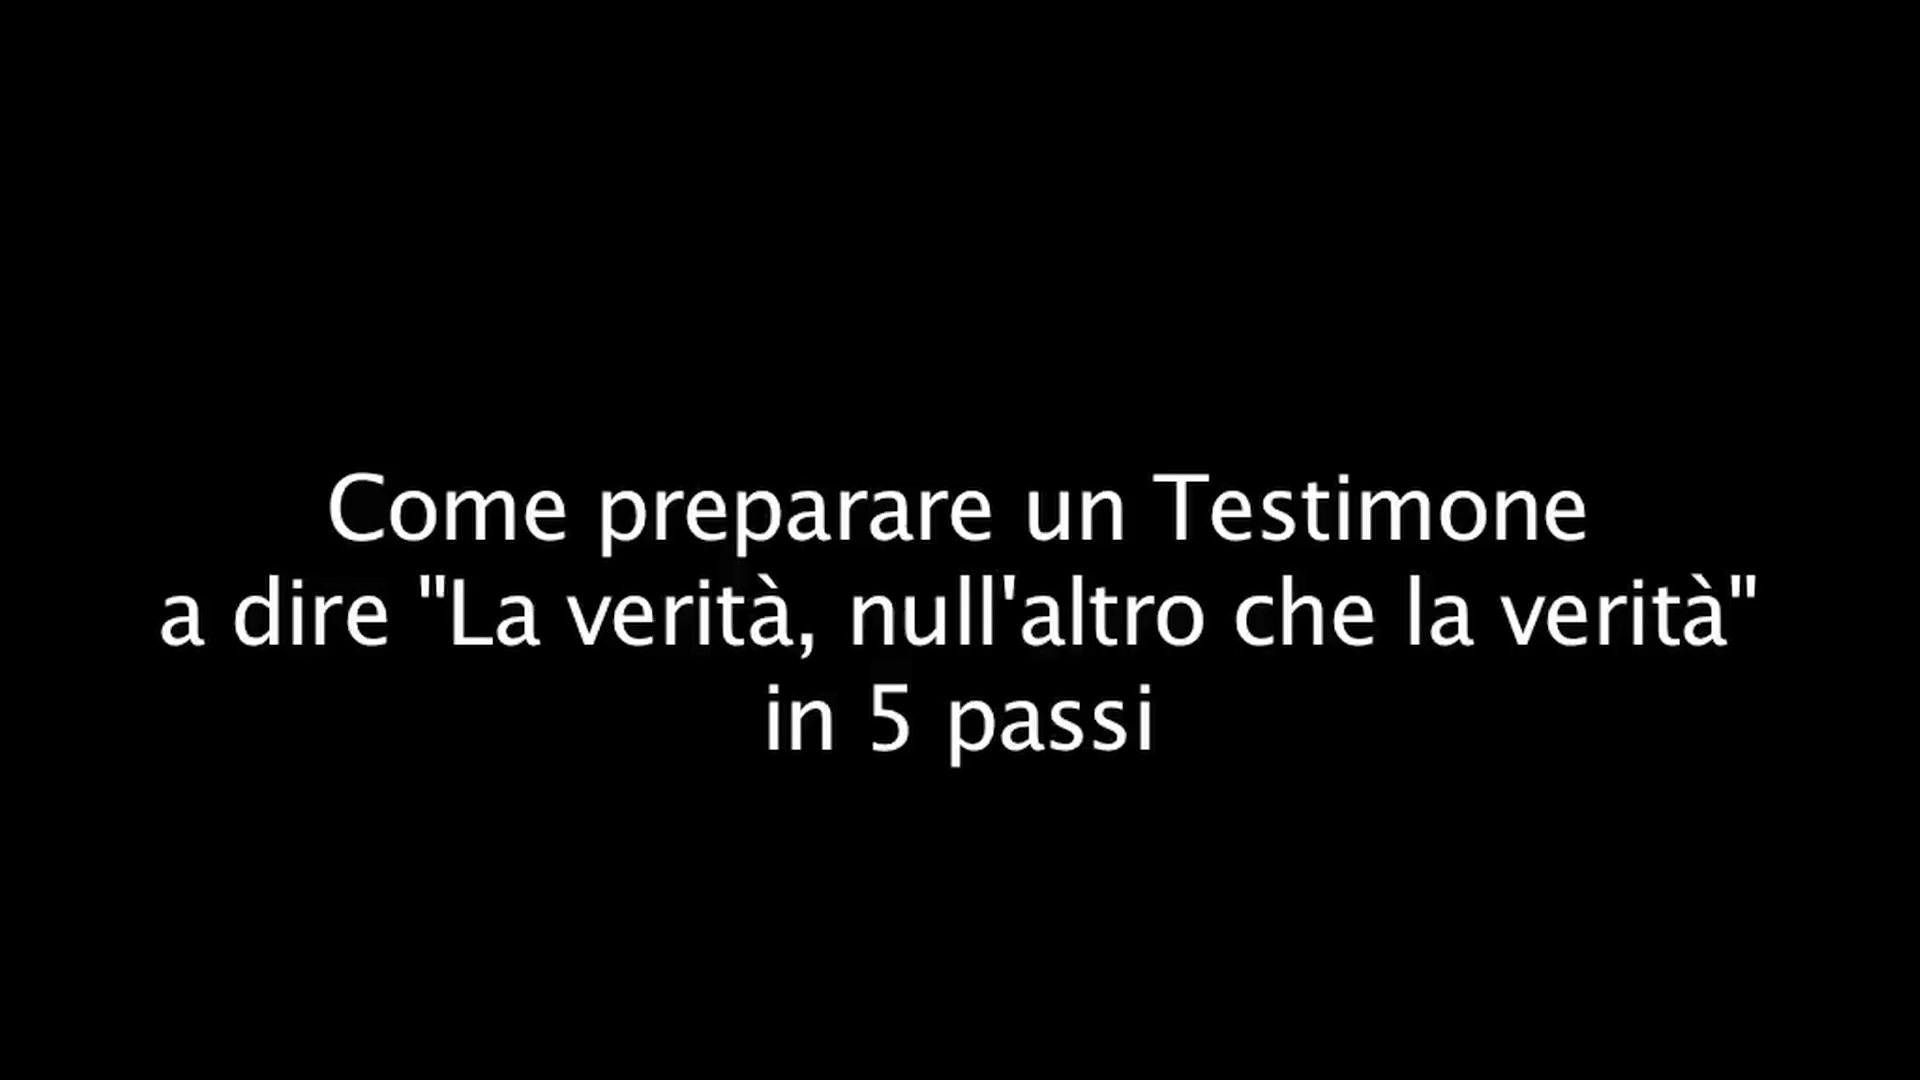 Come preparare un Testimone
a dire "La verità, null'altro che la verità"
in 5 passi